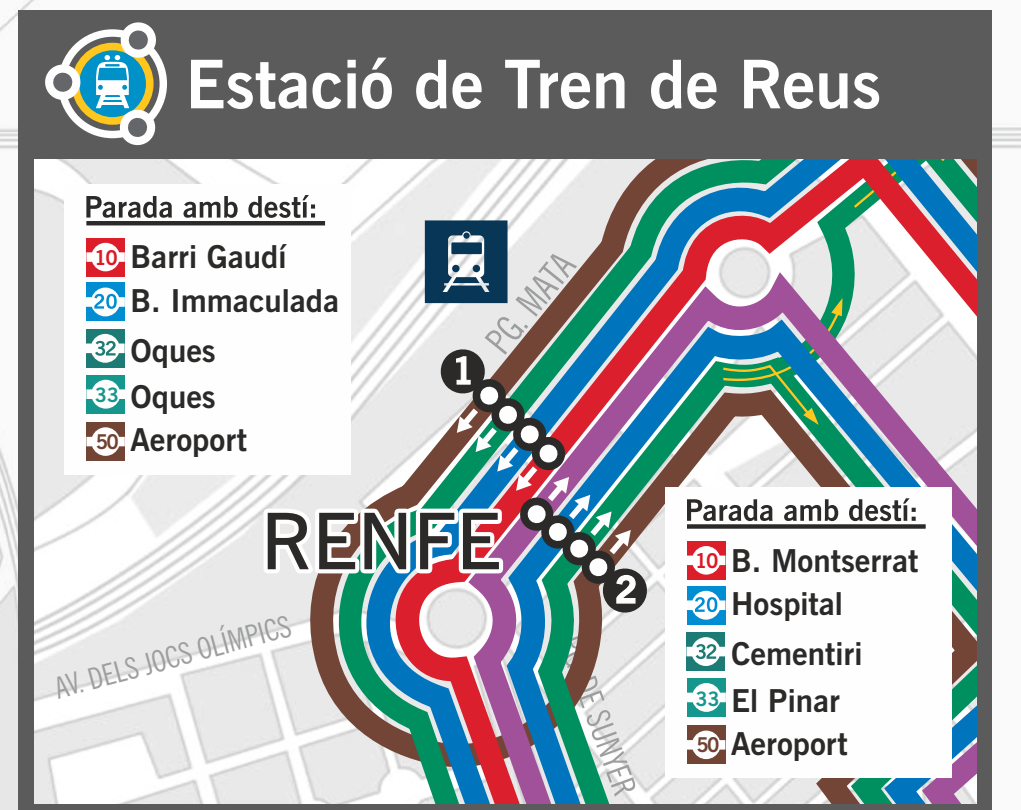 Estació de Tren de Reus
Parada amb destí:
10 Barri Gaudí
20 B. Immaculada
32 Oques
33 Oques
50 Aeroport
PG. MATA
1
RENFE
2
AV. DELS JOCS OLÍMPICS
DE SUNYER
Parada amb destí:
10 B. Montserrat
20 Hospital
32 Cementiri
33 El Pinar
50 Aeroport